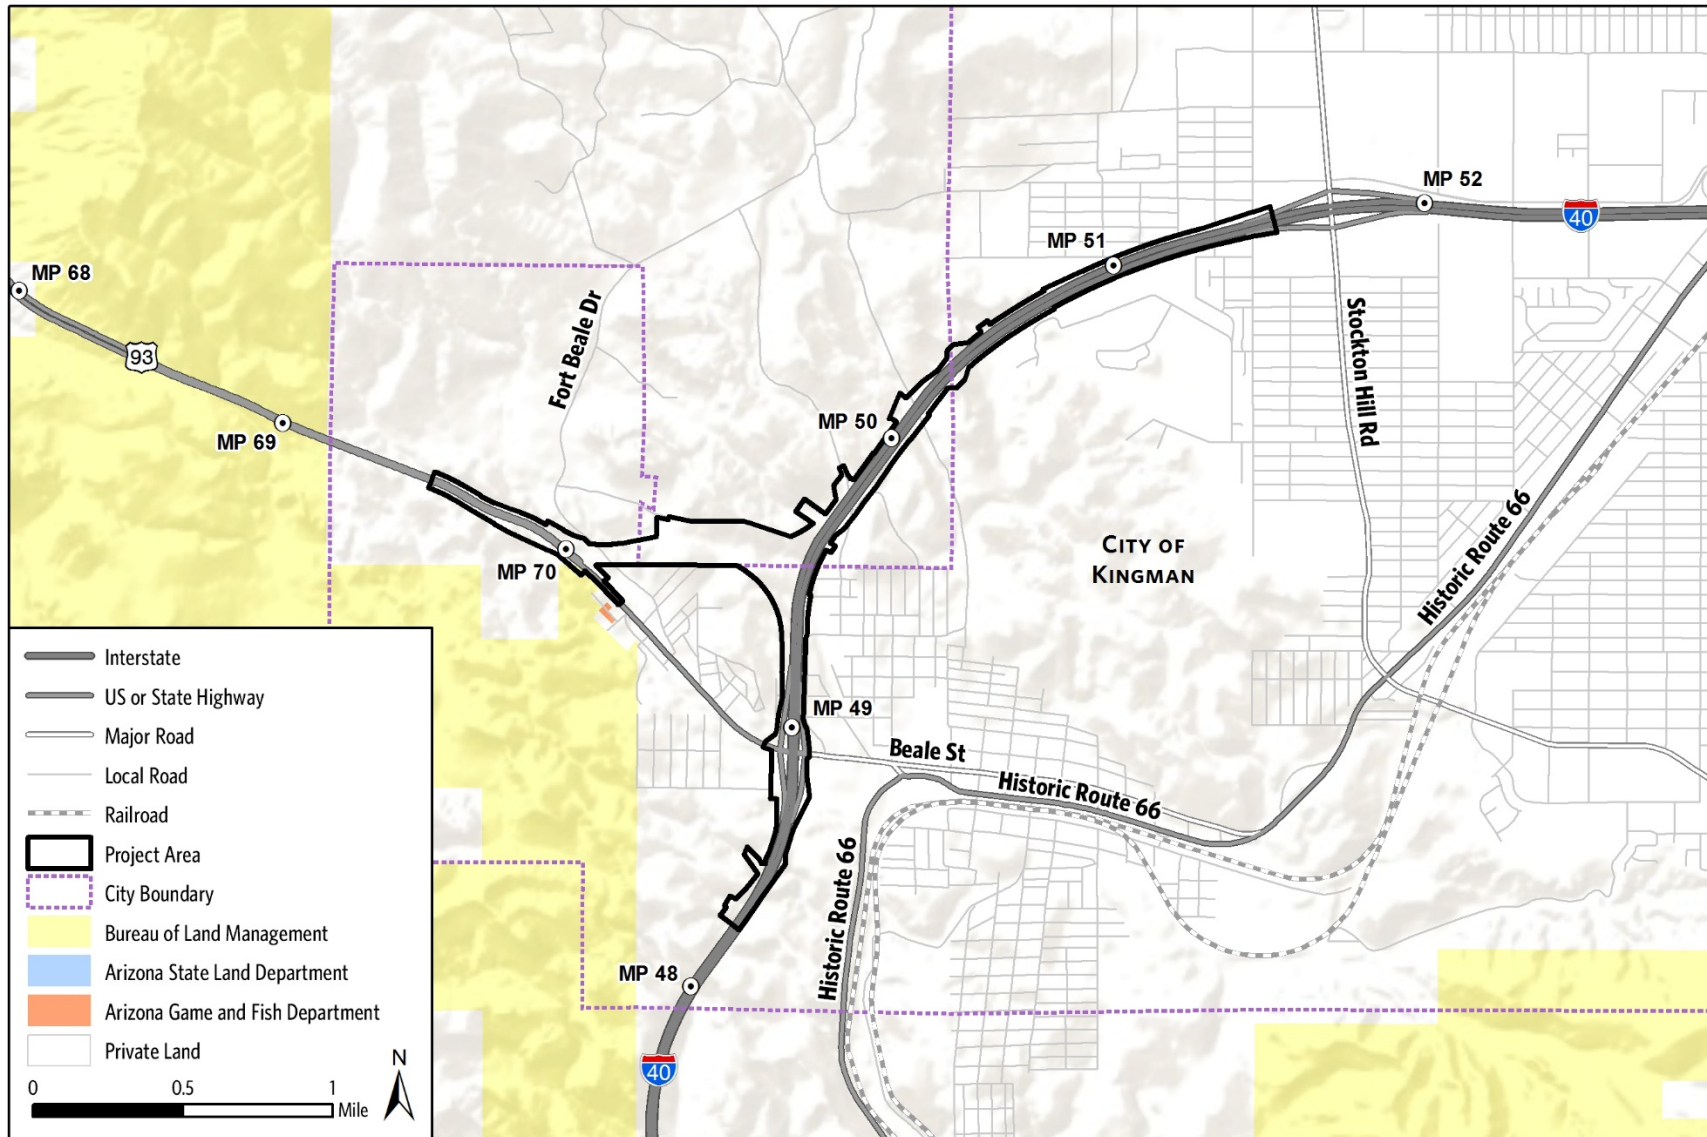 MP 52
40
MP 51
MP 68
93
Fort Beale Dr
Stockton Hill Rd
MP 69
MP 50
Historic Route 66
CITY OF
KINGMAN
MP 70
MP 49
Beale St
Historic Route 66
Historic Route 66
MP 48
40
Interstate
US or State Highway
Major Road
Local Road
Railroad
Project Area
City Boundary
Bureau of Land Management
Arizona State Land Department
Arizona Game and Fish Department
Private Land
N
0 0.5 1
Mile